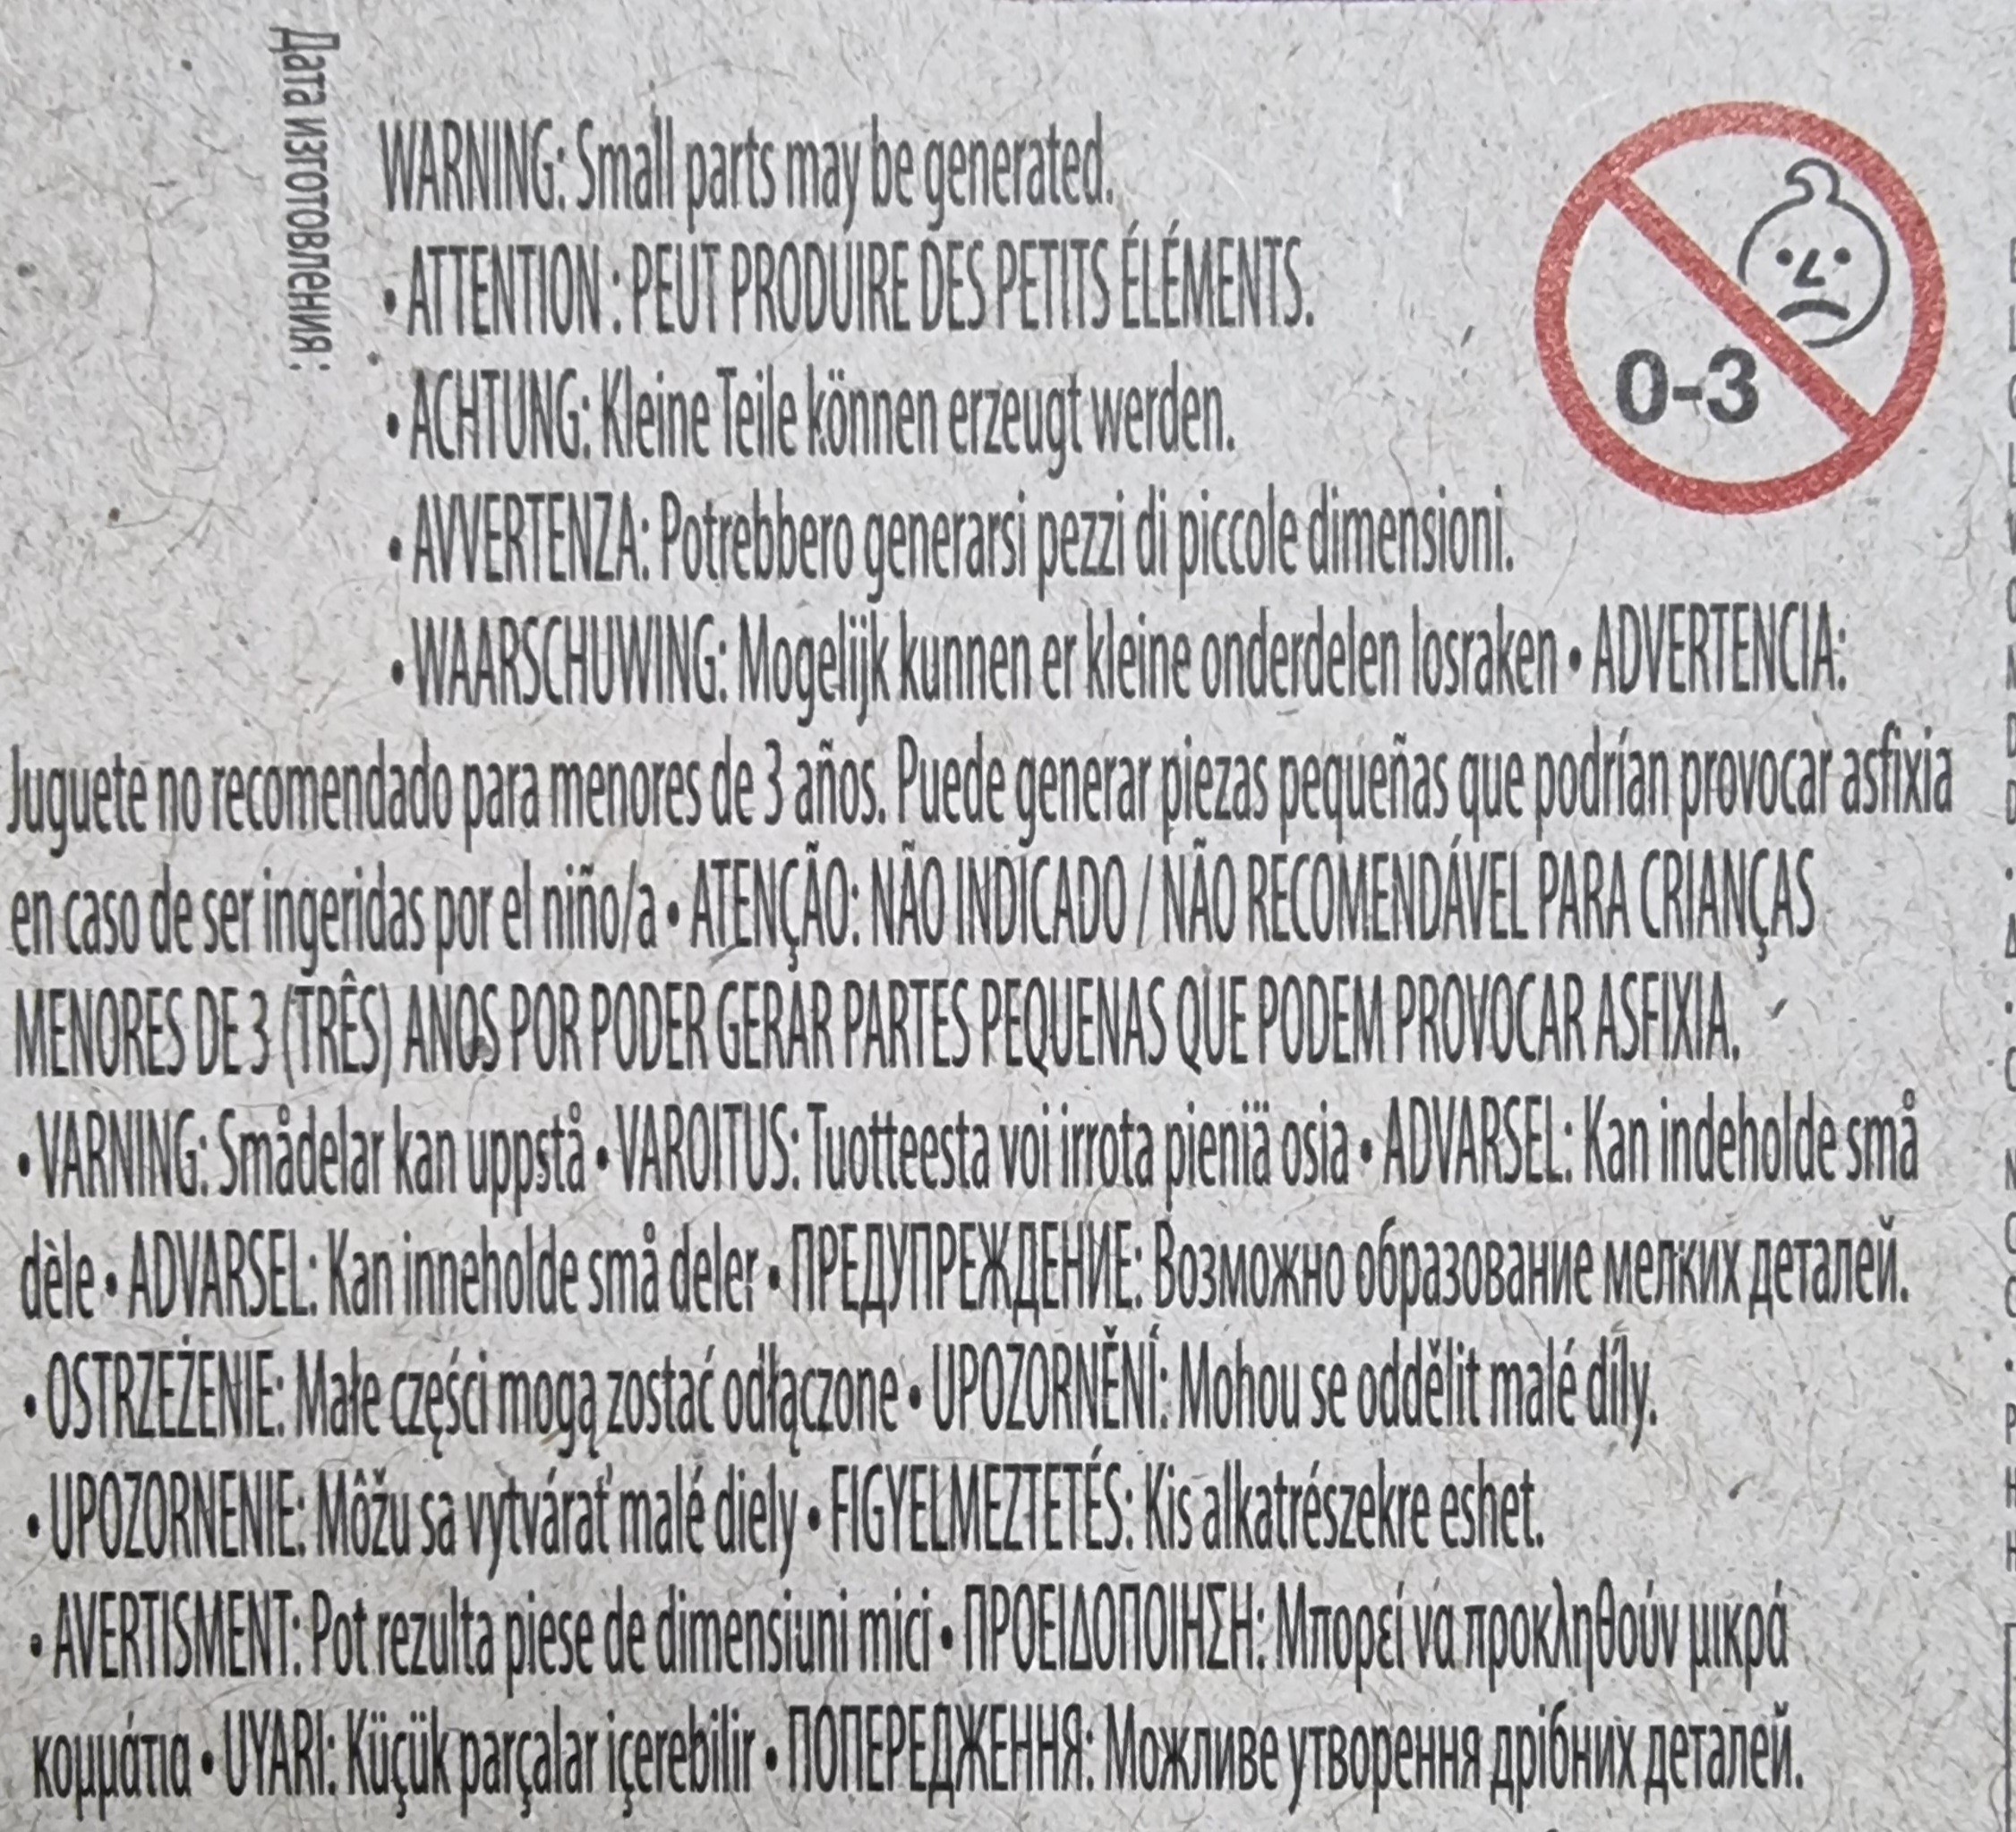 Дата изготовления :
WARNING: Small parts may be generated.
• ATTENTION : PEUT PRODUIRE DES PETITS ÉLÉMENTS.
• ACHTUNG: Kleine Teile können erzeugt werden.
• AVVERTENZA: Potrebbero generarsi pezzi di piccole dimensioni.
• WAARSCHUWING: Mogelijk kunnen er kleine onderdelen losraken • ADVERTENCIA:
Juguete no recomendado para menores de 3 años. Puede generar piezas pequeñas que podrían provocar asfixia
en caso de ser ingeridas por el niño/a • ATENÇÃO: NÃO INDICADO / NÃO RECOMENDÁVEL PARA CRIANÇAS
MENORES DE 3 (TRÊS) ANOS POR PODER GERAR PARTES PEQUENAS QUE PODEM PROVOCAR ASFIXIA.
• VARNING: Smådelar kan uppstå • VAROITUS: Tuotteesta voi irrota pieniä osia • ADVARSEL: Kan indeholde små
dèle • ADVARSEL: Kan inneholde små deler • ПРЕДУПРЕЖДЕНИЕ: Возможно образование мелких деталей.
• OSTRZEŻENIE: Małe części mogą zostać odłączone • UPOZORNĚNÍ: Mohou se oddělit malé díly.
• UPOZORNENIE: Môžu sa vytvárať malé diely • FIGYELMEZTETÉS: Kis alkatrészekre eshet.
• AVERTISMENT: Pot rezulta piese de dimensiuni mici • ΠΡΟΕΙΔΟΠΟΙΗΣΗ: Μπορεί να προκληθούν μικρά
κομμάτια • UYARI: Küçük parçalar içerebilir • ПОПЕРЕДЖЕННЯ: Можливе утворення дрібних деталей.
0-3